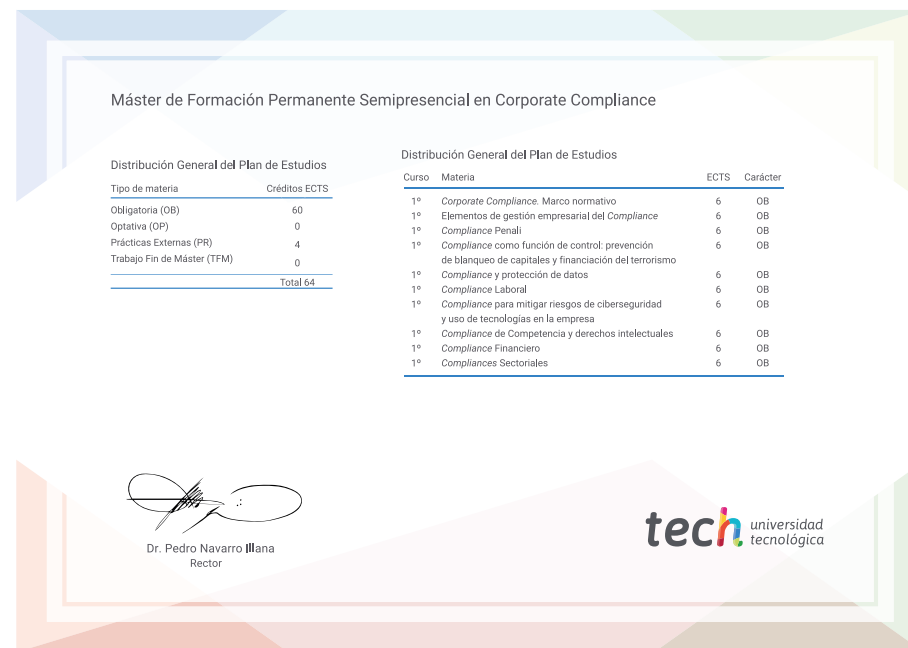 Máster de Formación Permanente Semipresencial en Corporate Compliance
Distribución General del Plan de Estudios
Tipo de materia Créditos ECTS
Obligatoria (OB) 60
Optativa (OP) 0
Prácticas Externas (PR) 4
Trabajo Fin de Máster (TFM) 0
Total 64
Distribución General del Plan de Estudios
Curso Materia ECTS Carácter
1º Corporate Compliance. Marco normativo 6 OB
1º Elementos de gestión empresarial del Compliance 6 OB
1º Compliance Penali 6 OB
1º Compliance como función de control: prevención 6 OB
de blanqueo de capitales y financiación del terrorismo
1º Compliance y protección de datos 6 OB
1º Compliance Laboral 6 OB
1º Compliance para mitigar riesgos de ciberseguridad 6 OB
y uso de tecnologías en la empresa
1º Compliance de Competencia y derechos intelectuales 6 OB
1º Compliance Financiero 6 OB
1º Compliances Sectoriales 6 OB
Dr. Pedro Navarro Illana
Rector
tech universidad
tecnológica